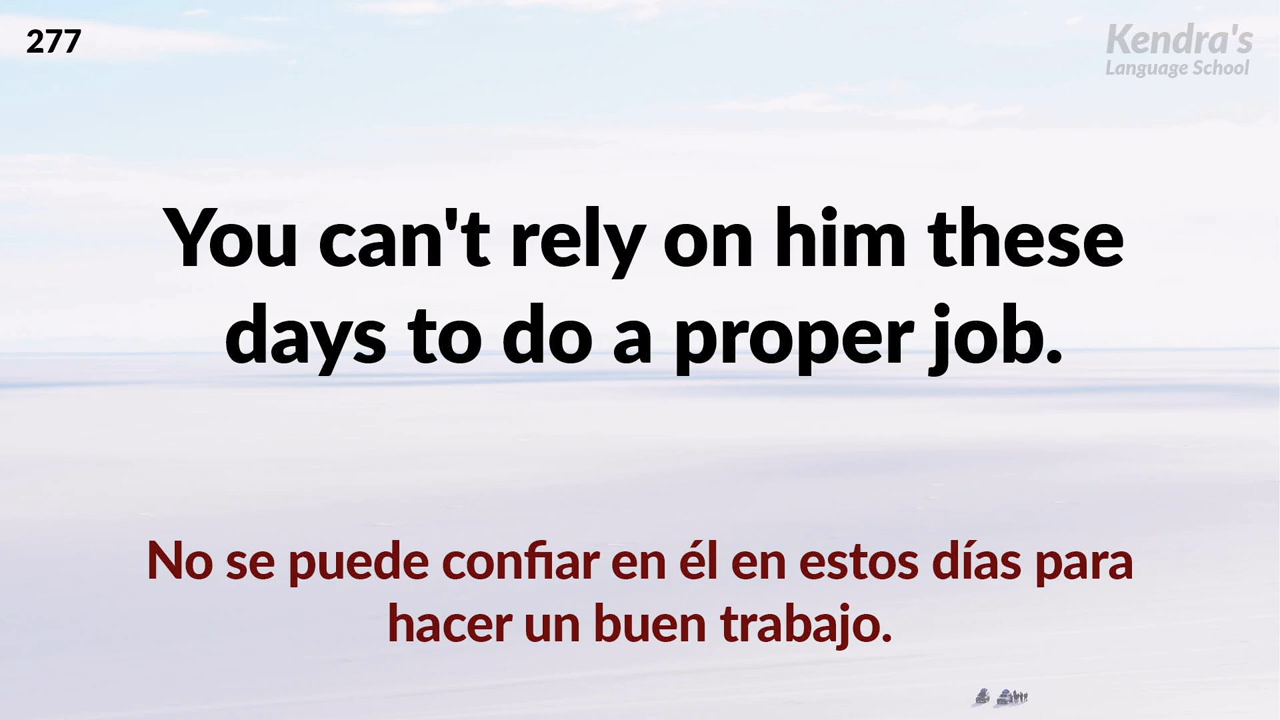 277
Kendra's
Language School
You can't rely on him these
days to do a proper job.
No se puede confiar en él en estos días para
hacer un buen trabajo.